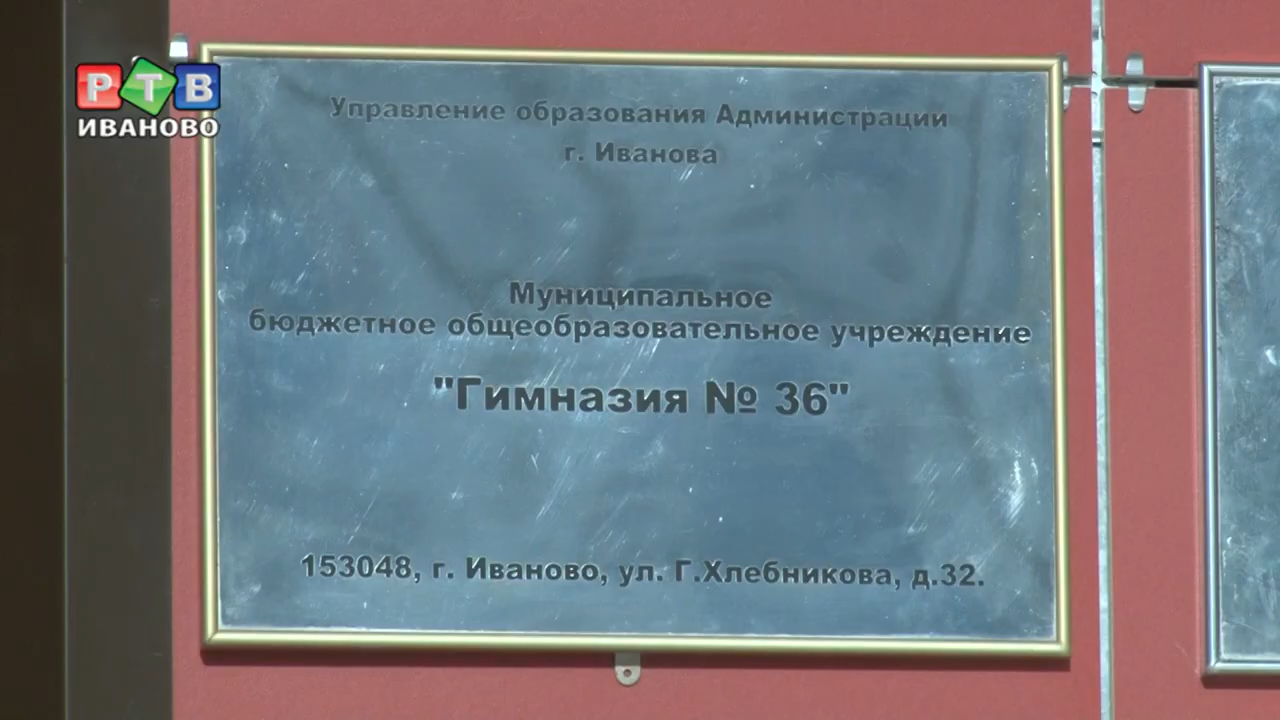 РТВ
ИВАНОВО
Управление образования Администрации
г. Иванова
Муниципальное
бюджетное общеобразовательное учреждение
"Гимназия № 36"
153048, г. Иваново, ул. Г.Хлебникова, д.32.